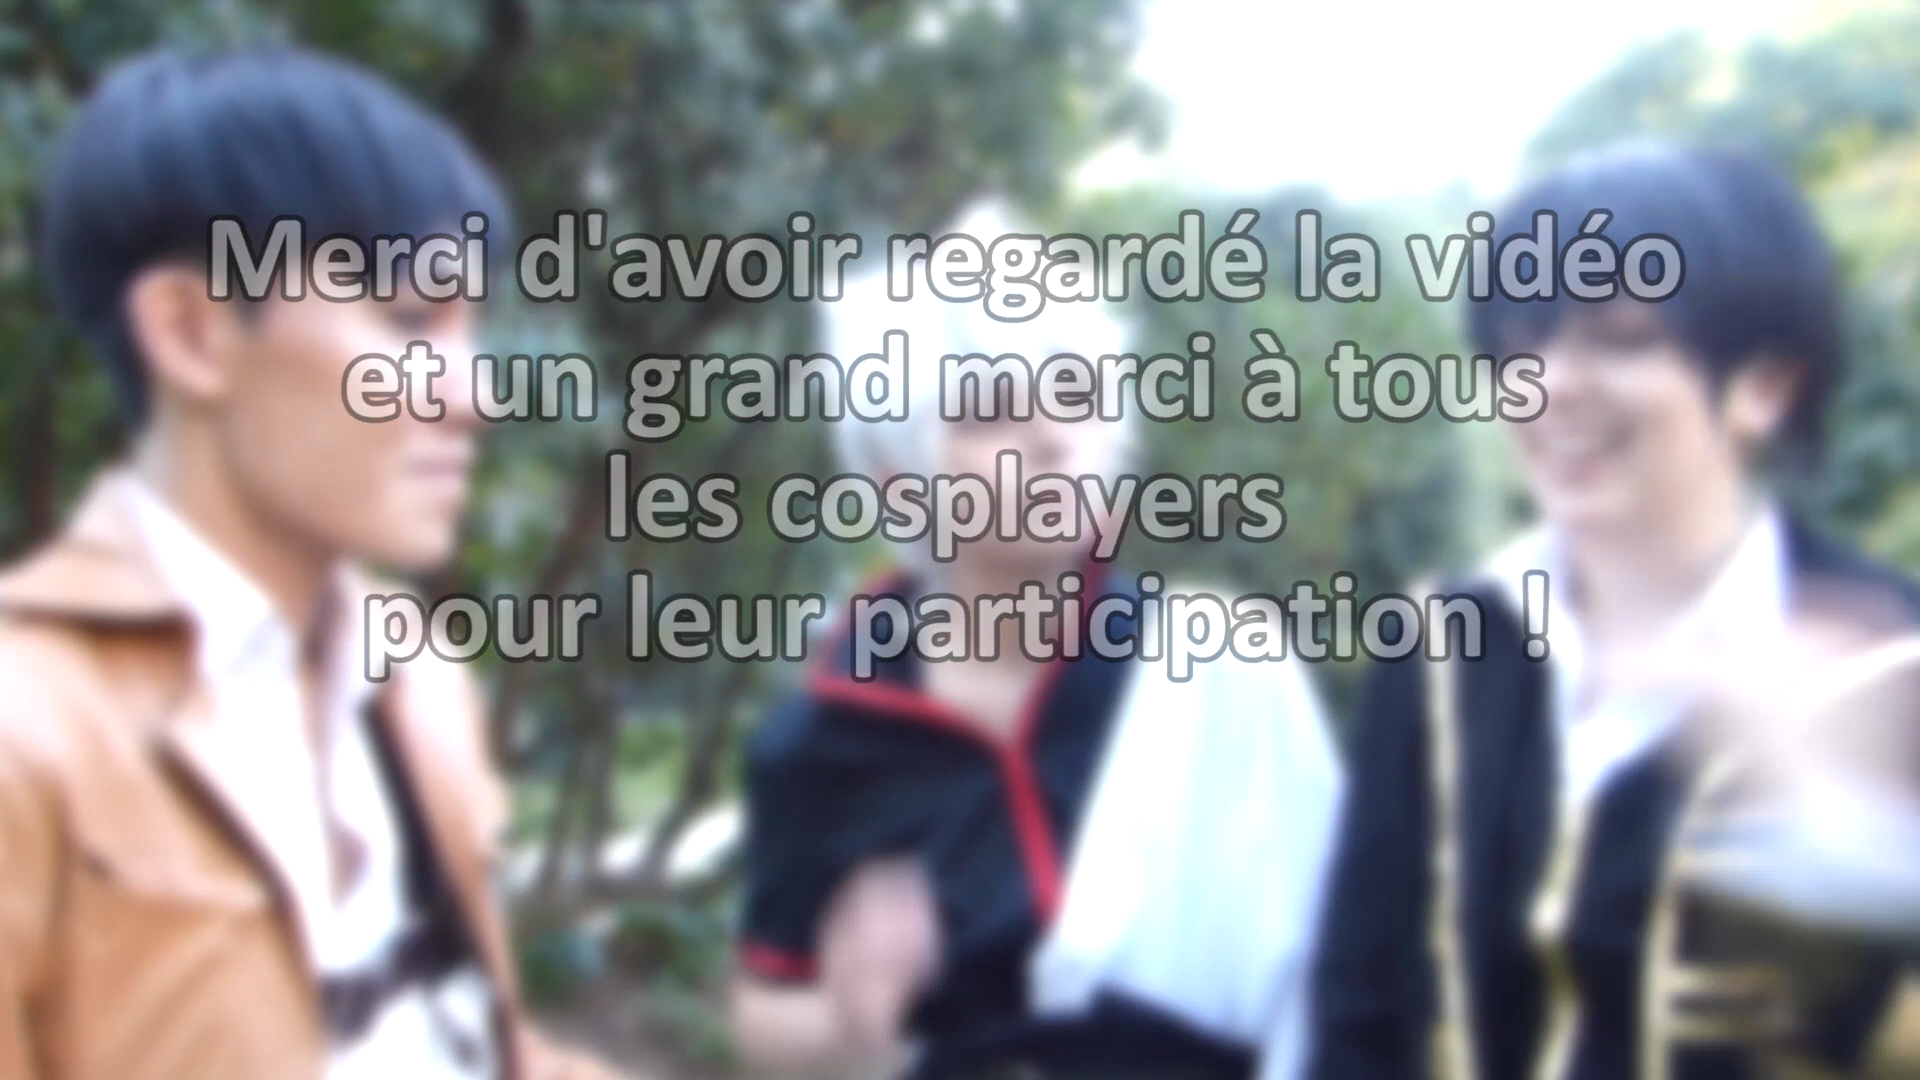 Merci d'avoir regardé la vidéo
et un grand merci à tous
les cosplayers
pour leur participation !